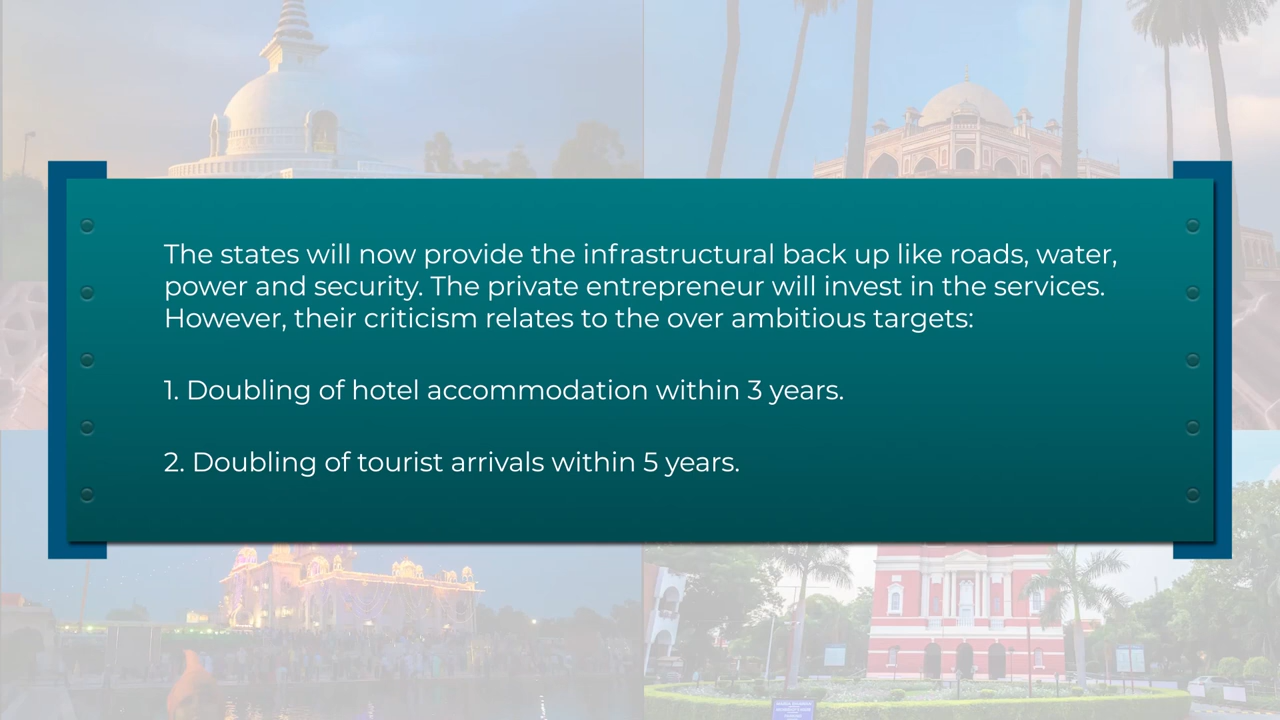 The states will now provide the infrastructural back up like roads, water,
power and security. The private entrepreneur will invest in the services.
However, their criticism relates to the over ambitious targets:
1. Doubling of hotel accommodation within 3 years.
2. Doubling of tourist arrivals within 5 years.